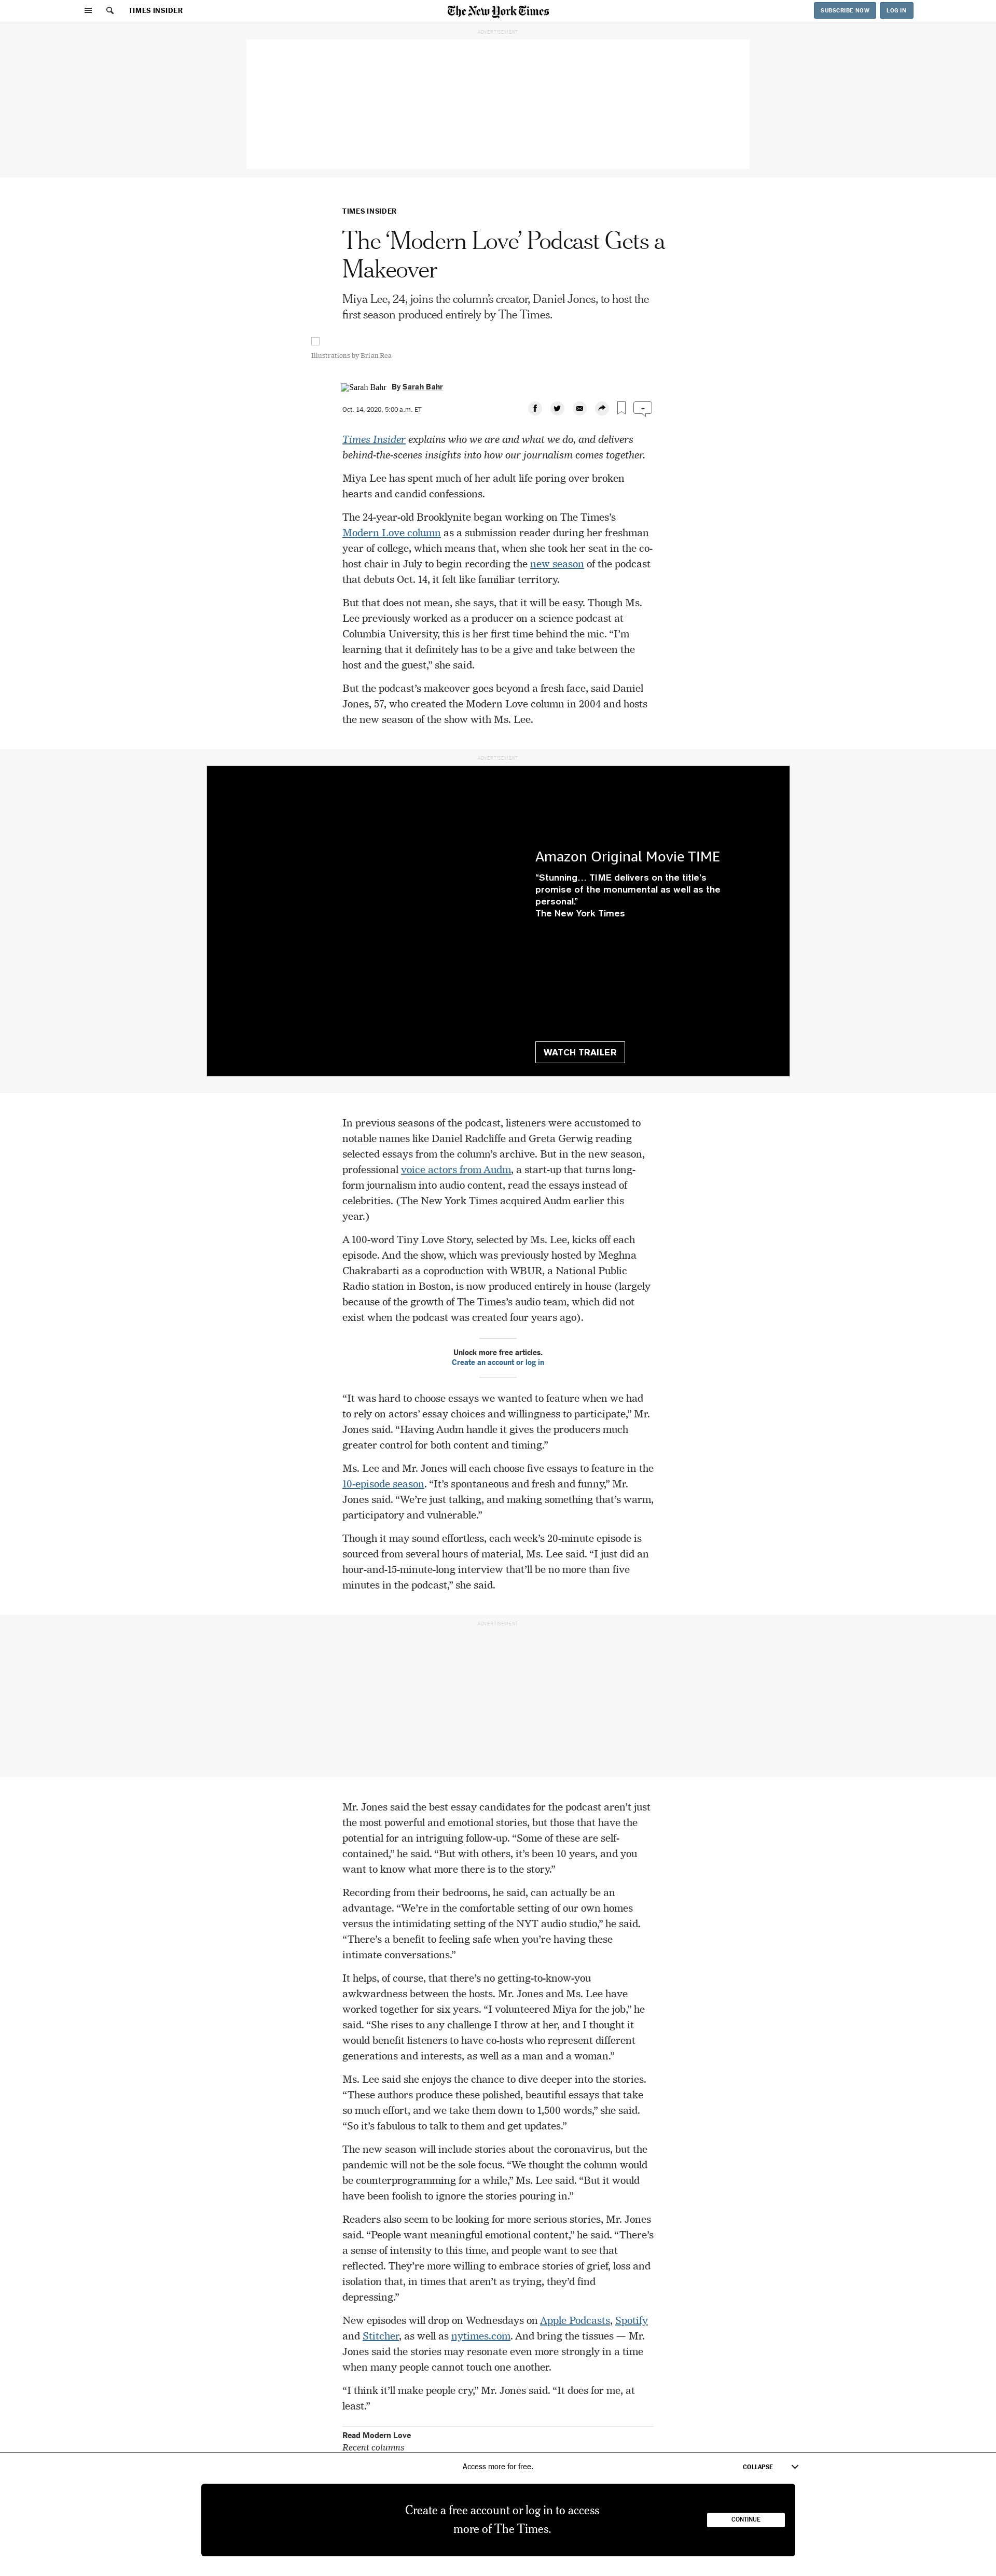 TIMES INSIDER
The New York Times
SUBSCRIBE NOW
LOG IN
ADVERTISEMENT
TIMES INSIDER
The ‘Modern Love’ Podcast Gets a
Makeover
Miya Lee, 24, joins the column’s creator, Daniel Jones, to host the
first season produced entirely by The Times.
Illustrations by Brian Rea
Sarah Bahr
By Sarah Bahr
Oct. 14, 2020, 5:00 a.m. ET
Times Insider explains who we are and what we do, and delivers
behind-the-scenes insights into how our journalism comes together.
Miya Lee has spent much of her adult life poring over broken
hearts and candid confessions.
The 24-year-old Brooklynite began working on The Times’s
Modern Love column as a submission reader during her freshman
year of college, which means that, when she took her seat in the co-
host chair in July to begin recording the new season of the podcast
that debuts Oct. 14, it felt like familiar territory.
But that does not mean, she says, that it will be easy. Though Ms.
Lee previously worked as a producer on a science podcast at
Columbia University, this is her first time behind the mic. “I’m
learning that it definitely has to be a give and take between the
host and the guest,” she said.
But the podcast’s makeover goes beyond a fresh face, said Daniel
Jones, 57, who created the Modern Love column in 2004 and hosts
the new season of the show with Ms. Lee.
ADVERTISEMENT
Amazon Original Movie TIME
"Stunning… TIME delivers on the title's
promise of the monumental as well as the
personal."
The New York Times
WATCH TRAILER
In previous seasons of the podcast, listeners were accustomed to
notable names like Daniel Radcliffe and Greta Gerwig reading
selected essays from the column’s archive. But in the new season,
professional voice actors from Audm, a start-up that turns long-
form journalism into audio content, read the essays instead of
celebrities. (The New York Times acquired Audm earlier this
year.)
A 100-word Tiny Love Story, selected by Ms. Lee, kicks off each
episode. And the show, which was previously hosted by Meghna
Chakrabarti as a coproduction with WBUR, a National Public
Radio station in Boston, is now produced entirely in house (largely
because of the growth of The Times’s audio team, which did not
exist when the podcast was created four years ago).
Unlock more free articles.
Create an account or log in
“It was hard to choose essays we wanted to feature when we had
to rely on actors’ essay choices and willingness to participate,” Mr.
Jones said. “Having Audm handle it gives the producers much
greater control for both content and timing.”
Ms. Lee and Mr. Jones will each choose five essays to feature in the
10-episode season. “It’s spontaneous and fresh and funny,” Mr.
Jones said. “We’re just talking, and making something that’s warm,
participatory and vulnerable.”
Though it may sound effortless, each week’s 20-minute episode is
sourced from several hours of material, Ms. Lee said. “I just did an
hour-and-15-minute-long interview that’ll be no more than five
minutes in the podcast,” she said.
ADVERTISEMENT
Mr. Jones said the best essay candidates for the podcast aren’t just
the most powerful and emotional stories, but those that have the
potential for an intriguing follow-up. “Some of these are self-
contained,” he said. “But with others, it’s been 10 years, and you
want to know what more there is to the story.”
Recording from their bedrooms, he said, can actually be an
advantage. “We’re in the comfortable setting of our own homes
versus the intimidating setting of the NYT audio studio,” he said.
“There’s a benefit to feeling safe when you’re having these
intimate conversations.”
It helps, of course, that there’s no getting-to-know-you
awkwardness between the hosts. Mr. Jones and Ms. Lee have
worked together for six years. “I volunteered Miya for the job,” he
said. “She rises to any challenge I throw at her, and I thought it
would benefit listeners to have co-hosts who represent different
generations and interests, as well as a man and a woman.”
Ms. Lee said she enjoys the chance to dive deeper into the stories.
“These authors produce these polished, beautiful essays that take
so much effort, and we take them down to 1,500 words,” she said.
“So it’s fabulous to talk to them and get updates.”
The new season will include stories about the coronavirus, but the
pandemic will not be the sole focus. “We thought the column would
be counterprogramming for a while,” Ms. Lee said. “But it would
have been foolish to ignore the stories pouring in.”
Readers also seem to be looking for more serious stories, Mr. Jones
said. “People want meaningful emotional content,” he said. “There’s
a sense of intensity to this time, and people want to see that
reflected. They’re more willing to embrace stories of grief, loss and
isolation that, in times that aren’t as trying, they’d find
depressing.”
New episodes will drop on Wednesdays on Apple Podcasts, Spotify
and Stitcher, as well as nytimes.com. And bring the tissues — Mr.
Jones said the stories may resonate even more strongly in a time
when many people cannot touch one another.
“I think it’ll make people cry,” Mr. Jones said. “It does for me, at
least.”
Read Modern Love
Recent columns
Access more for free.
COLLAPSE
Create a free account or log in to access
more of The Times.
CONTINUE